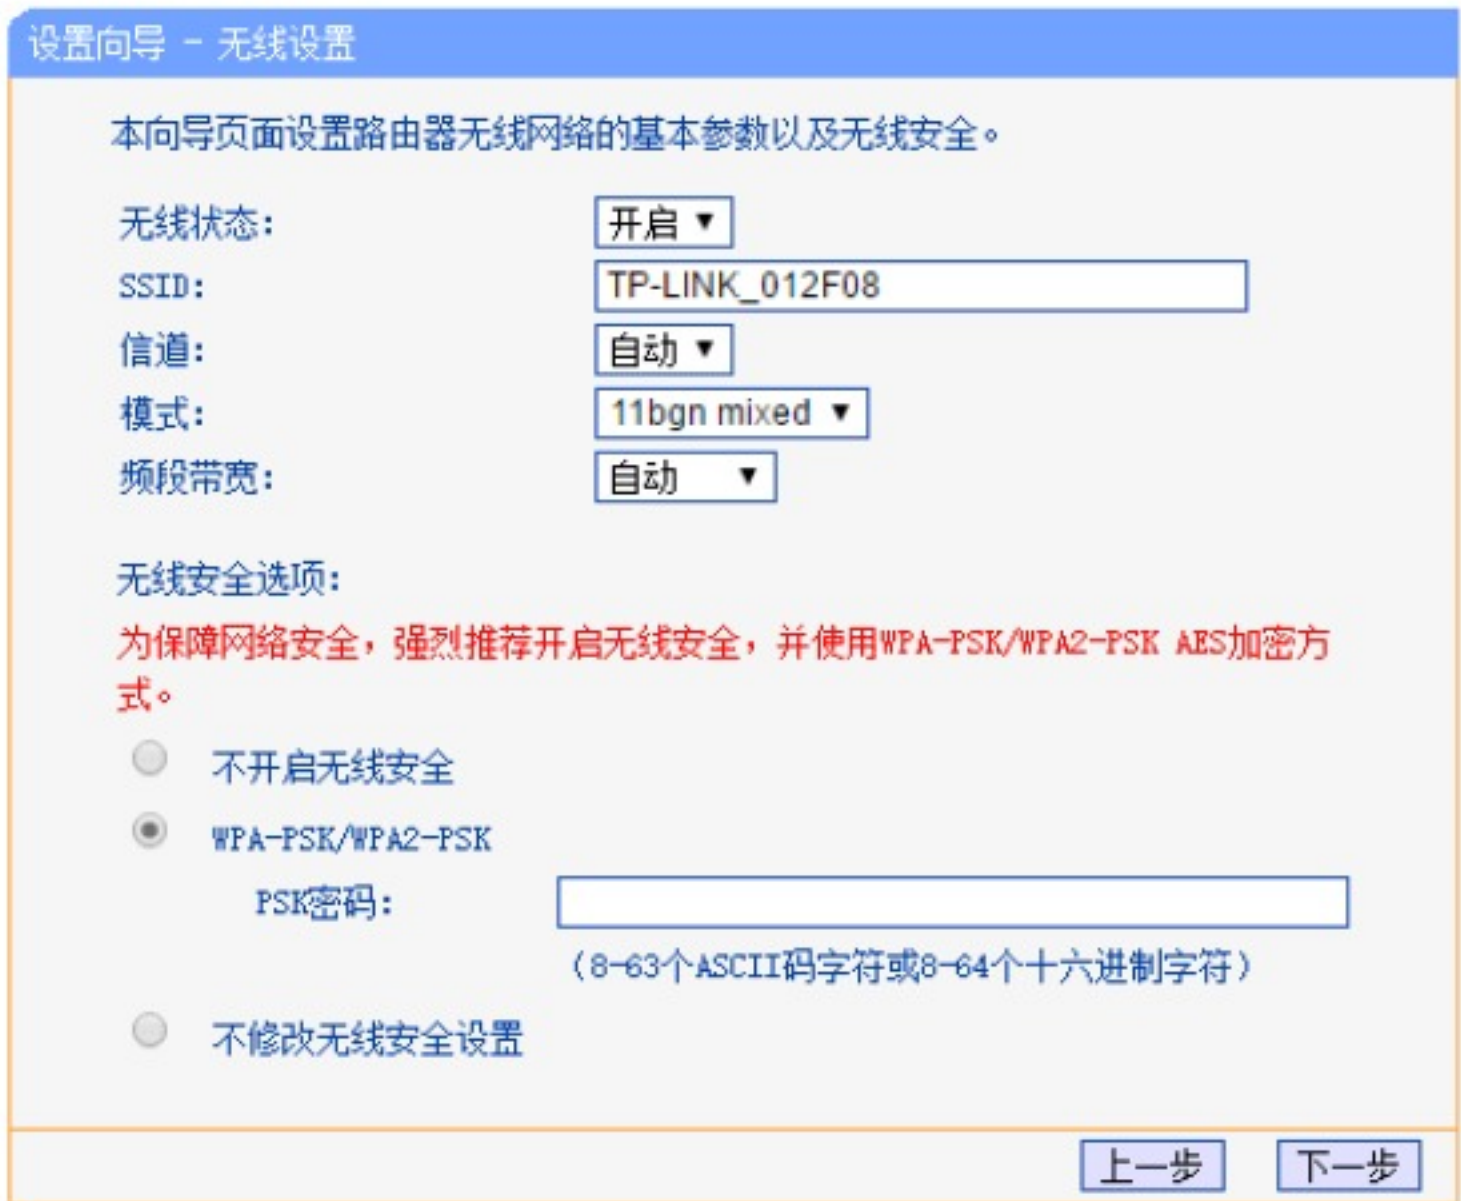 设置向导 - 无线设置
本向导页面设置路由器无线网络的基本参数以及无线安全。
无线状态: 开启
SSID: TP-LINK_012F08
信道: 自动
模式: 11bgn mixed
频段带宽: 自动
无线安全选项:
为保障网络安全，强烈推荐开启无线安全，并使用WPA-PSK/WPA2-PSK AES加密方
式。
不开启无线安全
WPA-PSK/WPA2-PSK
PSK密码:
（8-63个ASCII码字符或8-64个十六进制字符）
不修改无线安全设置
上一步 下一步